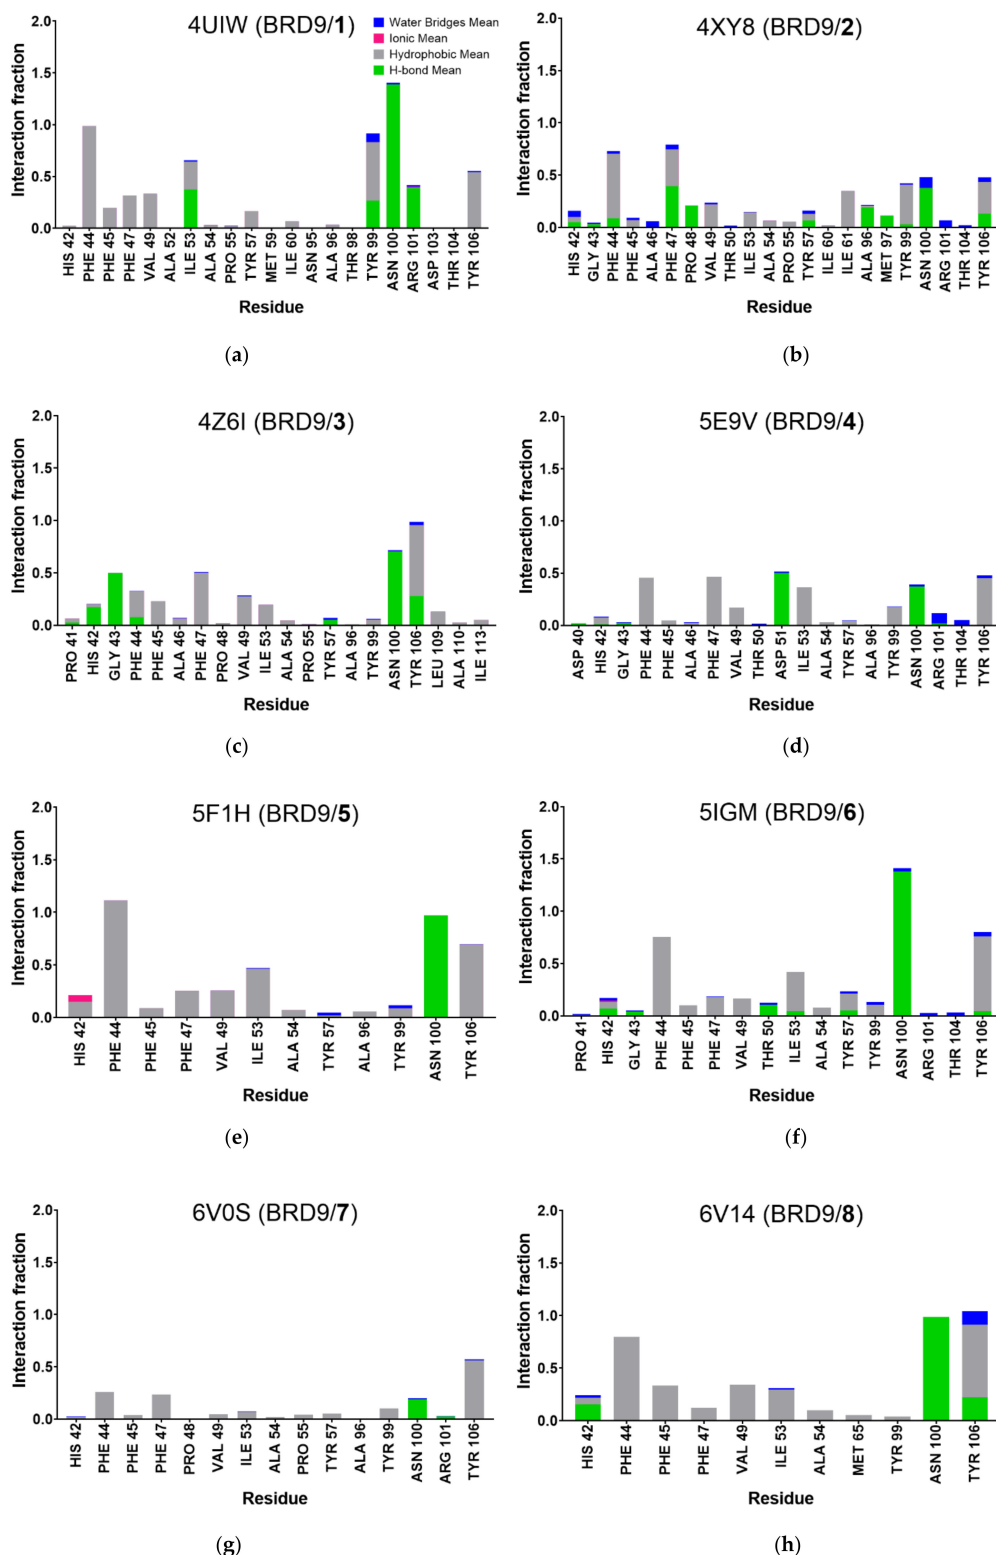 4UIW (BRD9/1)
Water Bridges Mean
Ionic Mean
Hydrophobic Mean
H-bond Mean
Interaction fraction
2.0
1.5
1.0
0.5
0.0
HIS 42
PHE 44
PHE 45
PHE 47
VAL 49
ALA 52
ILE 53
ALA 54
PRO 55
TYR 57
MET 59
ILE 60
ASN 95
ALA 96
THR 98
TYR 99
ASN 100
ARG 101
ASP 103
THR 104
TYR 106
Residue
(a)
4XY8 (BRD9/2)
Interaction fraction
2.0
1.5
1.0
0.5
0.0
HIS 42
GLY 43
PHE 44
PHE 45
ALA 46
PHE 47
PRO 48
VAL 49
THR 50
ILE 53
ALA 54
PRO 55
TYR 57
ILE 60
ILE 61
ALA 96
MET 97
TYR 99
ASN 100
ARG 101
THR 104
TYR 106
Residue
(b)
4Z6I (BRD9/3)
Interaction fraction
2.0
1.5
1.0
0.5
0.0
PRO 41
HIS 42
GLY 43
PHE 44
PHE 45
ALA 46
PHE 47
PRO 48
VAL 49
ILE 53
ALA 54
PRO 55
TYR 57
ALA 96
TYR 99
ASN 100
TYR 106
LEU 109
ALA 110
ILE 113
Residue
(c)
5E9V (BRD9/4)
Interaction fraction
2.0
1.5
1.0
0.5
0.0
ASP 40
HIS 42
GLY 43
PHE 44
PHE 45
ALA 46
PHE 47
VAL 49
THR 50
ASP 51
ILE 53
ALA 54
TYR 57
ALA 96
TYR 99
ASN 100
ARG 101
THR 104
TYR 106
Residue
(d)
5F1H (BRD9/5)
Interaction fraction
2.0
1.5
1.0
0.5
0.0
HIS 42
PHE 44
PHE 45
PHE 47
VAL 49
ILE 53
ALA 54
TYR 57
ALA 96
TYR 99
ASN 100
TYR 106
Residue
(e)
5IGM (BRD9/6)
Interaction fraction
2.0
1.5
1.0
0.5
0.0
PRO 41
HIS 42
GLY 43
PHE 44
PHE 45
PHE 47
VAL 49
THR 50
ILE 53
ALA 54
TYR 57
TYR 99
ASN 100
ARG 101
THR 104
TYR 106
Residue
(f)
6V0S (BRD9/7)
Interaction fraction
2.0
1.5
1.0
0.5
0.0
HIS 42
PHE 44
PHE 45
PHE 47
PRO 48
VAL 49
ILE 53
ALA 54
PRO 55
TYR 57
ALA 96
TYR 99
ASN 100
ARG 101
TYR 106
Residue
(g)
6V14 (BRD9/8)
Interaction fraction
2.0
1.5
1.0
0.5
0.0
HIS 42
PHE 44
PHE 45
PHE 47
VAL 49
ILE 53
ALA 54
MET 65
TYR 99
ASN 100
TYR 106
Residue
(h)